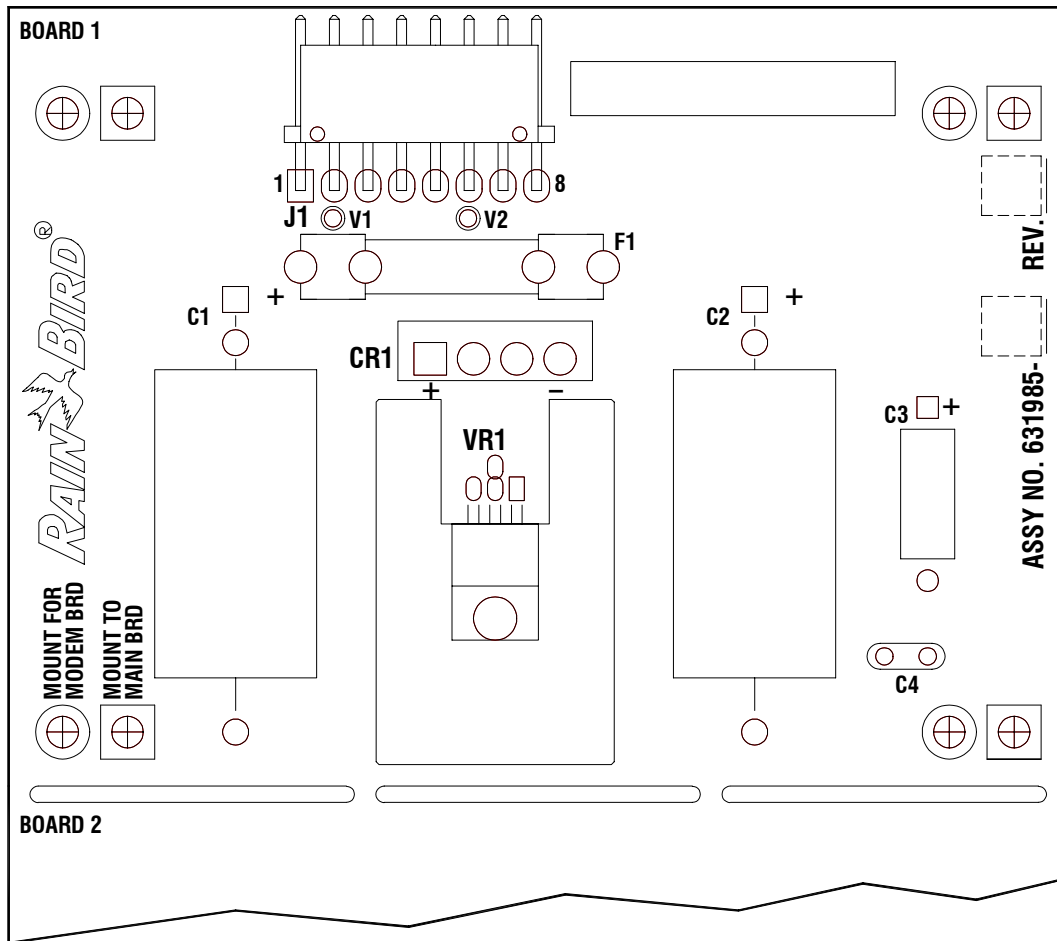 BOARD 1
1
8
J1
V1
V2
F1
REV.
RAIN BIRD®
C1
+
C2
+
CR1
+
–
VR1
C3
+
ASSY NO. 631985-
MOUNT FOR
MODEM BRD
MOUNT TO
MAIN BRD
C4
BOARD 2